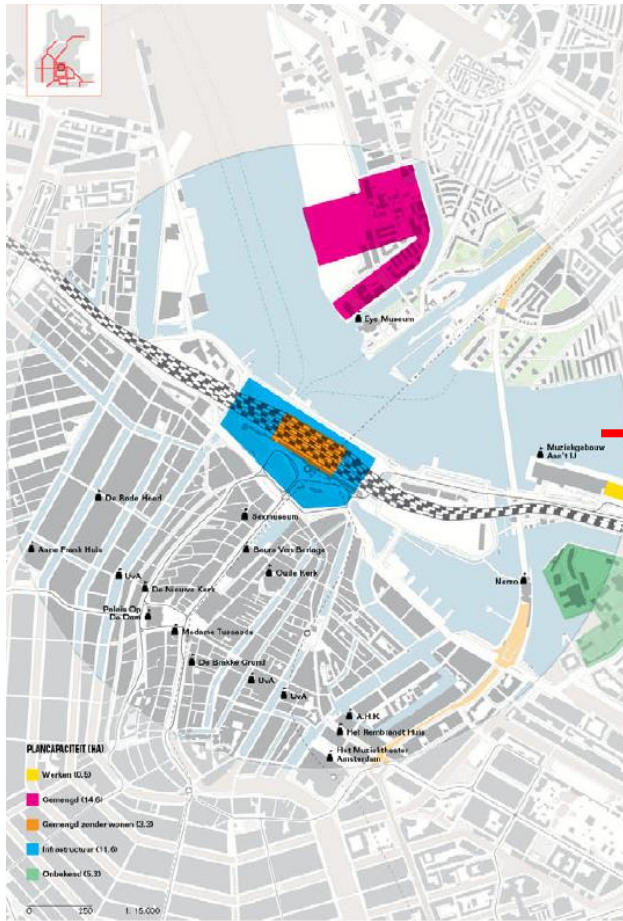 Eye Museum
Muziekgebouw
Aan't IJ
De Rode Hoed
Sexmuseum
Anne Frank Huis
Beurs Van Berlage
UvA
Oude Kerk
De Nieuwe Kerk
Nemo
Paleis Op
De Dam
Madame Tussauds
De Brakke Grond
UvA
UvA
A.H.K.
Het Rembrandt Huis
Het Muziektheater
Amsterdam
PLANCAPACITEIT (HA)
Werken (0.5)
Gemengd (14.6)
Gemengd zonder wonen (3.3)
Infrastructuur (11.6)
Onbekend (5.3)
0 250 1: 15.000